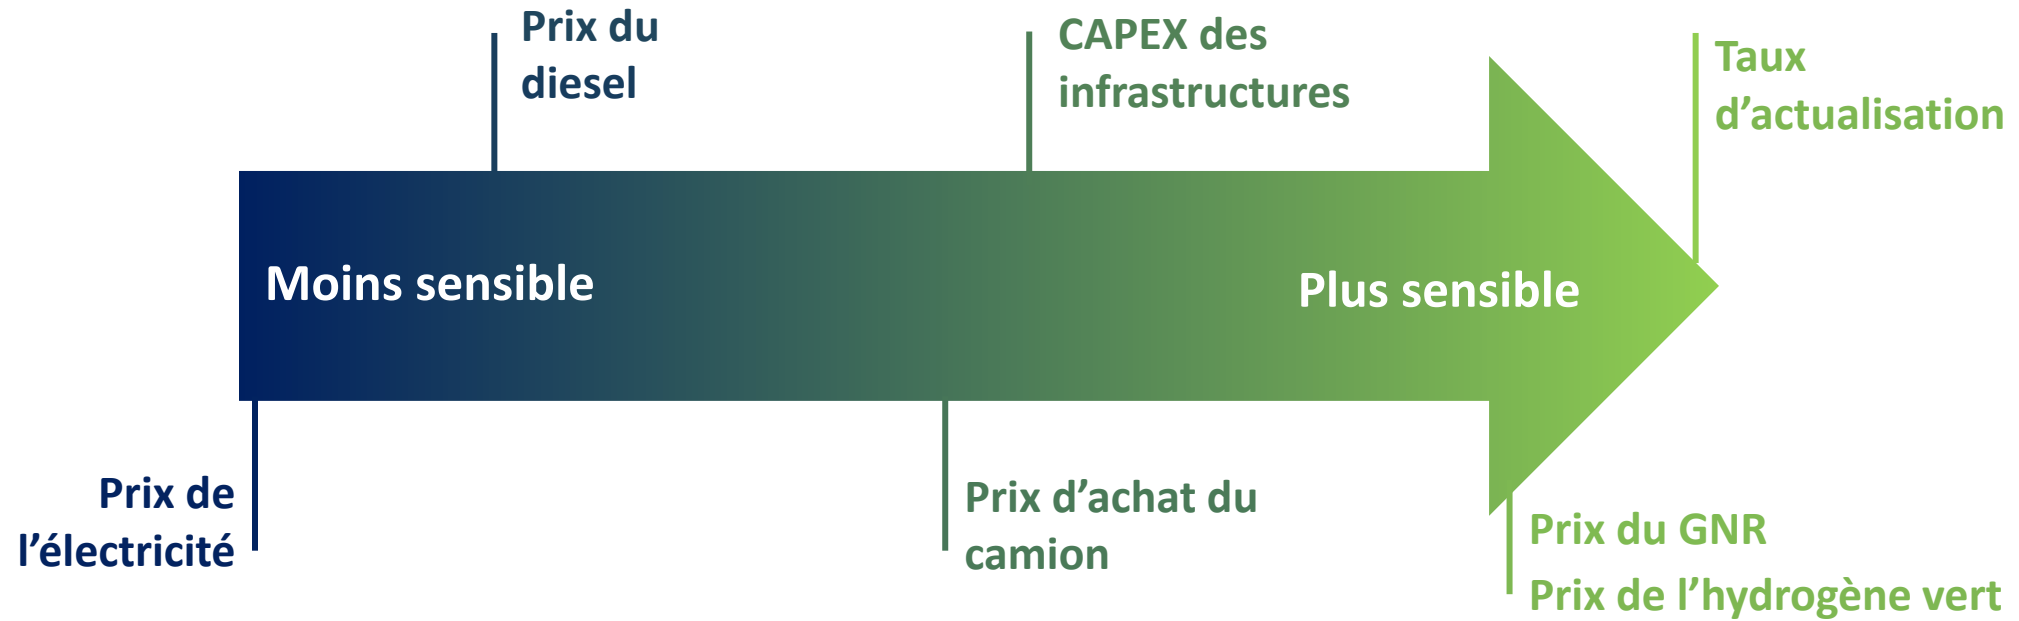 Prix du
diesel
CAPEX des
infrastructures
Taux
d’actualisation
Moins sensible
Plus sensible
Prix de
l’électricité
Prix d’achat du
camion
Prix du GNR
Prix de l’hydrogène vert